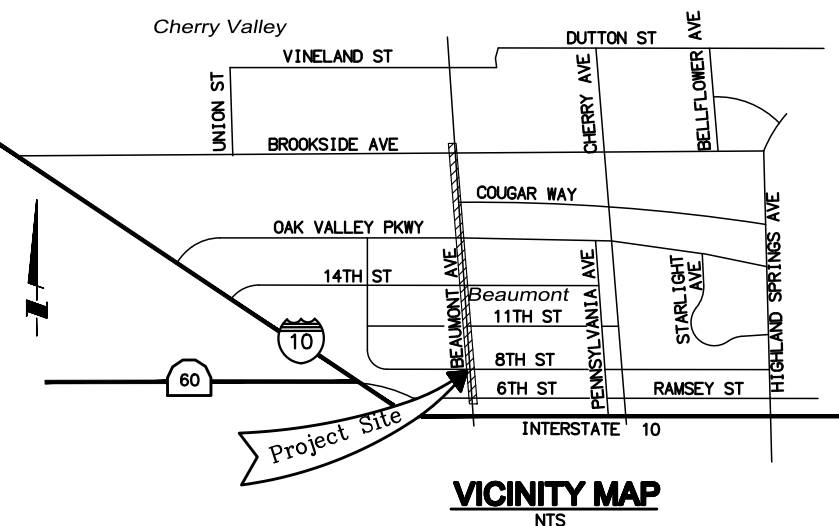 Cherry Valley
DUTTON ST
VINELAND ST
UNION ST
CHERRY AVE
BELLFLOWER AVE
BROOKSIDE AVE
COUGAR WAY
OAK VALLEY PKWY
HIGHLAND SPRINGS AVE
BEAUMONT AVE
PENNSYLVANIA AVE
STARLIGHT
AVE
14TH ST
Beaumont
11TH ST
N
10
8TH ST
60
6TH ST
RAMSEY ST
Project Site
INTERSTATE 10
VICINITY MAP
NTS